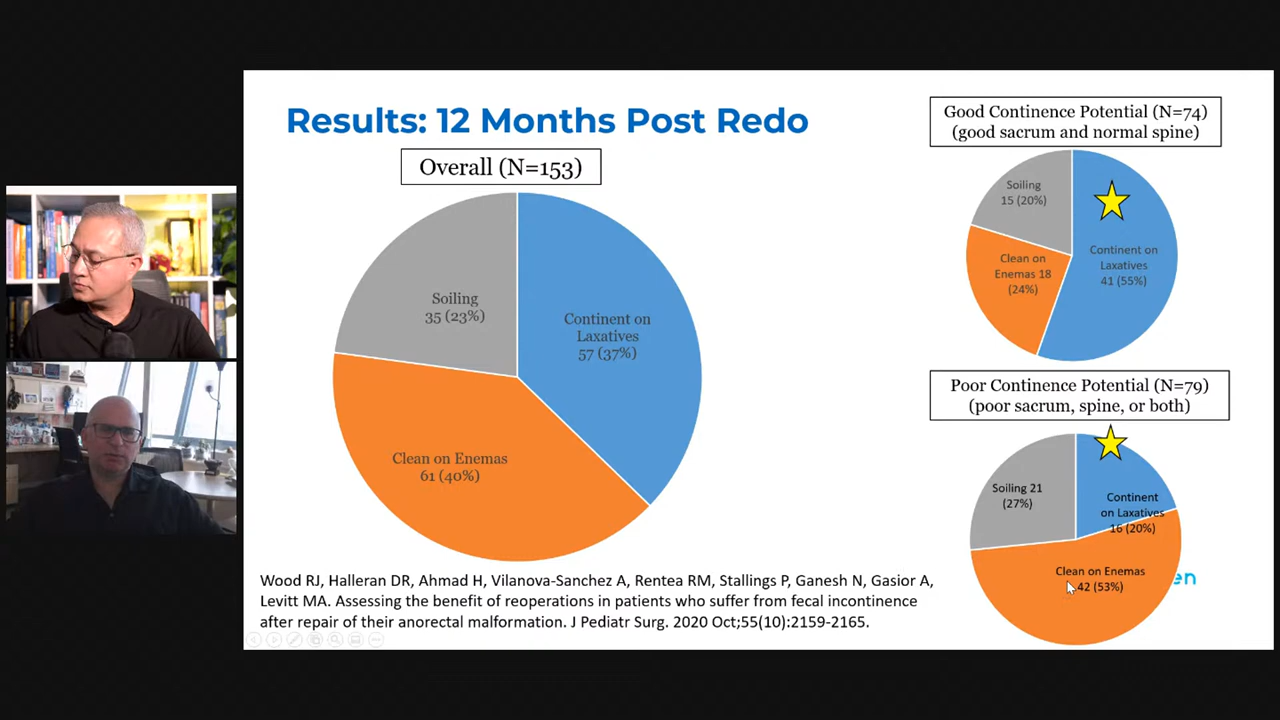 Results: 12 Months Post Redo
Overall (N=153)
Soiling
35 (23%)
Continent on
Laxatives
57 (37%)
Clean on Enemas
61 (40%)
Good Continence Potential (N=74)
(good sacrum and normal spine)
Soiling
15 (20%)
Continent on
Laxatives
41 (55%)
Clean on
Enemas 18
(24%)
Poor Continence Potential (N=79)
(poor sacrum, spine, or both)
Soiling 21
(27%)
Continent
on Laxatives
16 (20%)
Clean on Enemas
42 (53%)
Wood RJ, Halleran DR, Ahmad H, Vilanova-Sanchez A, Rentea RM, Stallings P, Ganesh N, Gasior A,
Levitt MA. Assessing the benefit of reoperations in patients who suffer from fecal incontinence
after repair of their anorectal malformation. J Pediatr Surg. 2020 Oct;55(10):2159-2165.